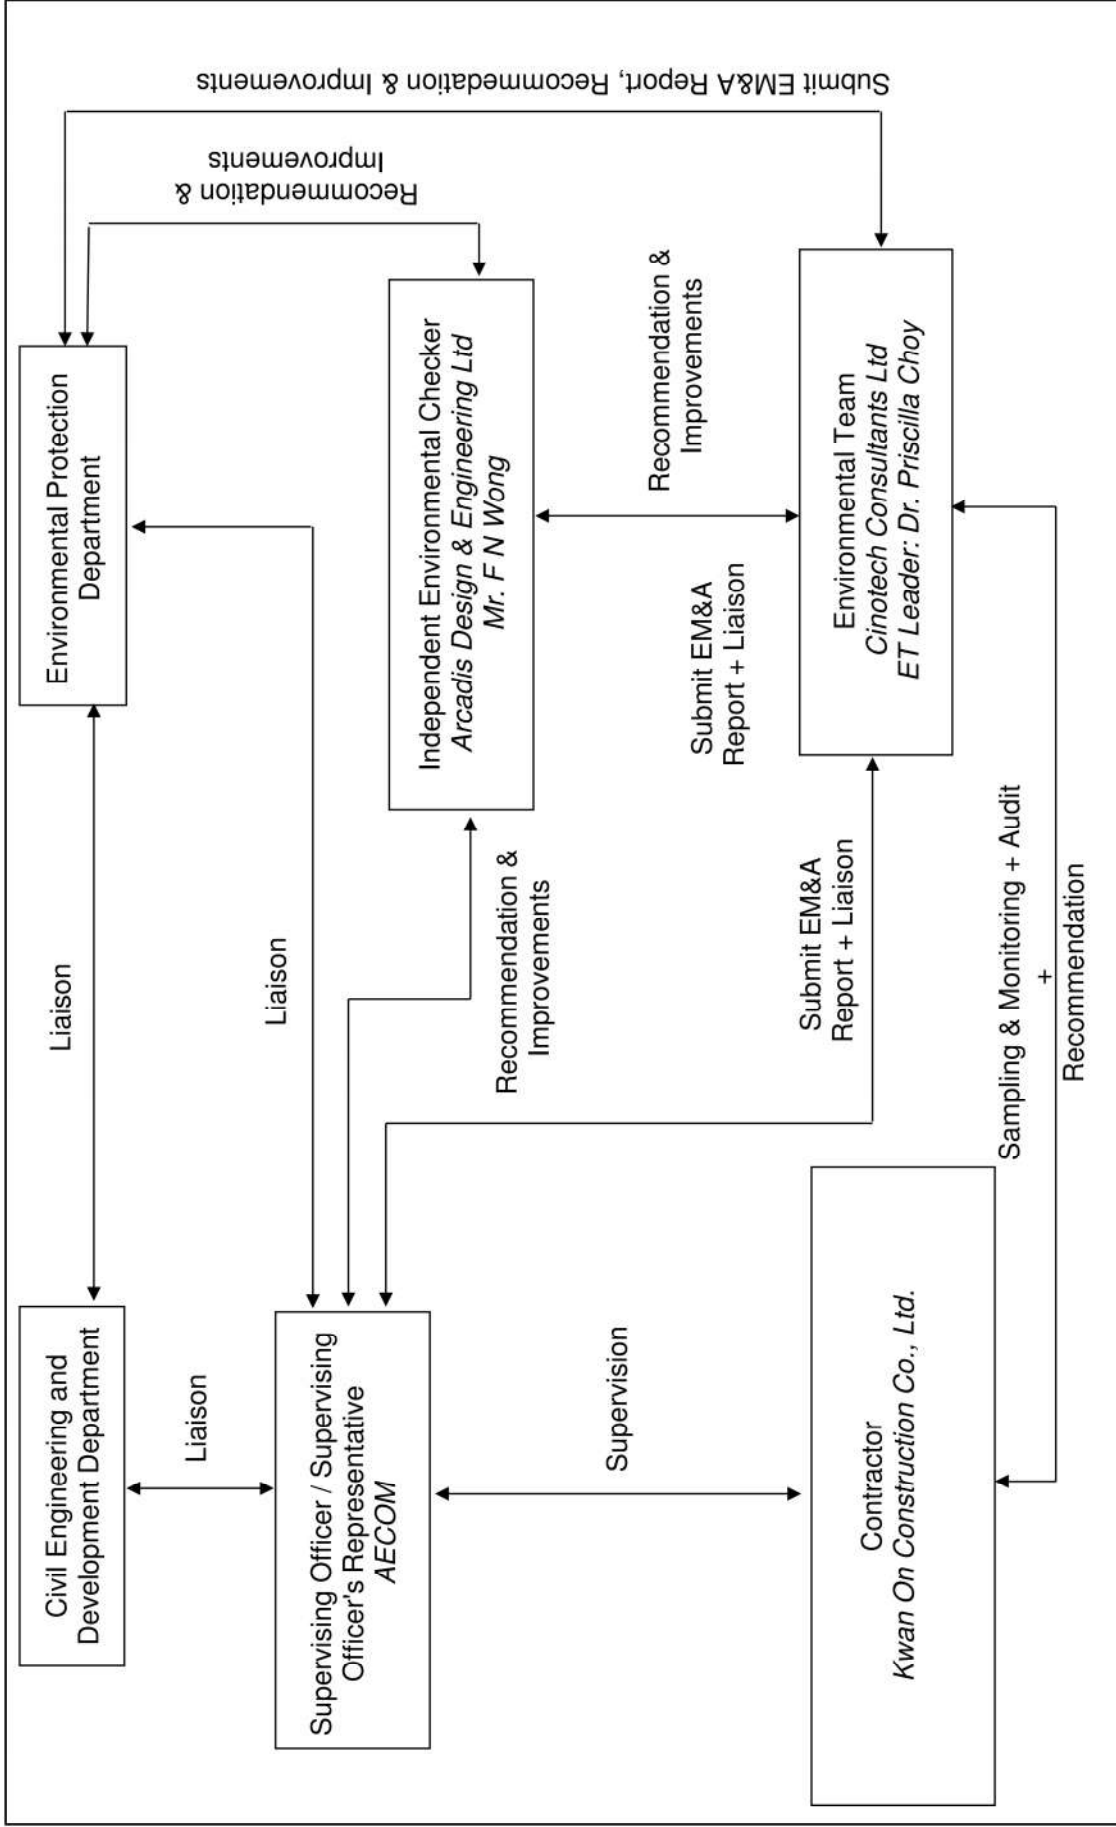 Civil Engineering and
Development Department
Liaison
Environmental Protection
Department
Liaison
Liaison
Supervising Officer / Supervising
Officer's Representative
AECOM
Recommendation &
Improvements
Independent Environmental Checker
Arcadis Design & Engineering Ltd
Mr. F N Wong
Recommendation &
Improvements
Submit EM&A Report, Recommedation & Improvements
Supervision
Submit EM&A
Report + Liaison
Submit EM&A
Report + Liaison
Recommendation &
Improvements
Contractor
Kwan On Construction Co., Ltd.
Environmental Team
Cinotech Consultants Ltd
ET Leader: Dr. Priscilla Choy
Sampling & Monitoring + Audit
+
Recommendation